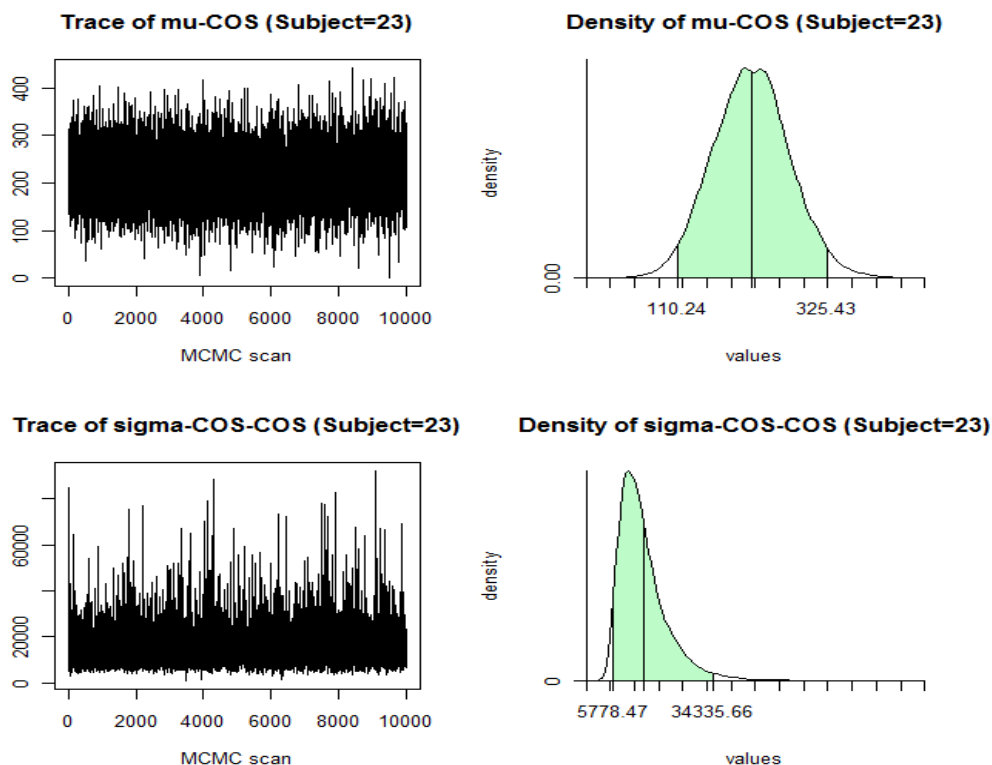 Trace of mu-COS (Subject=23)
Density of mu-COS (Subject=23)
400
300
200
100
0
0 2000 4000 6000 8000 10000
MCMC scan
density
0.00
110.24 325.43
values
Trace of sigma-COS-COS (Subject=23)
Density of sigma-COS-COS (Subject=23)
60000
20000
0
0 2000 4000 6000 8000 10000
MCMC scan
density
0
5778.47 34335.66
values